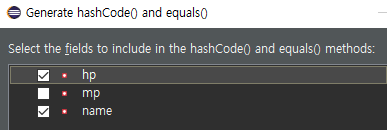 Generate hashCode() and equals()
Select the fields to include in the hashCode() and equals() methods:
hp
mp
name